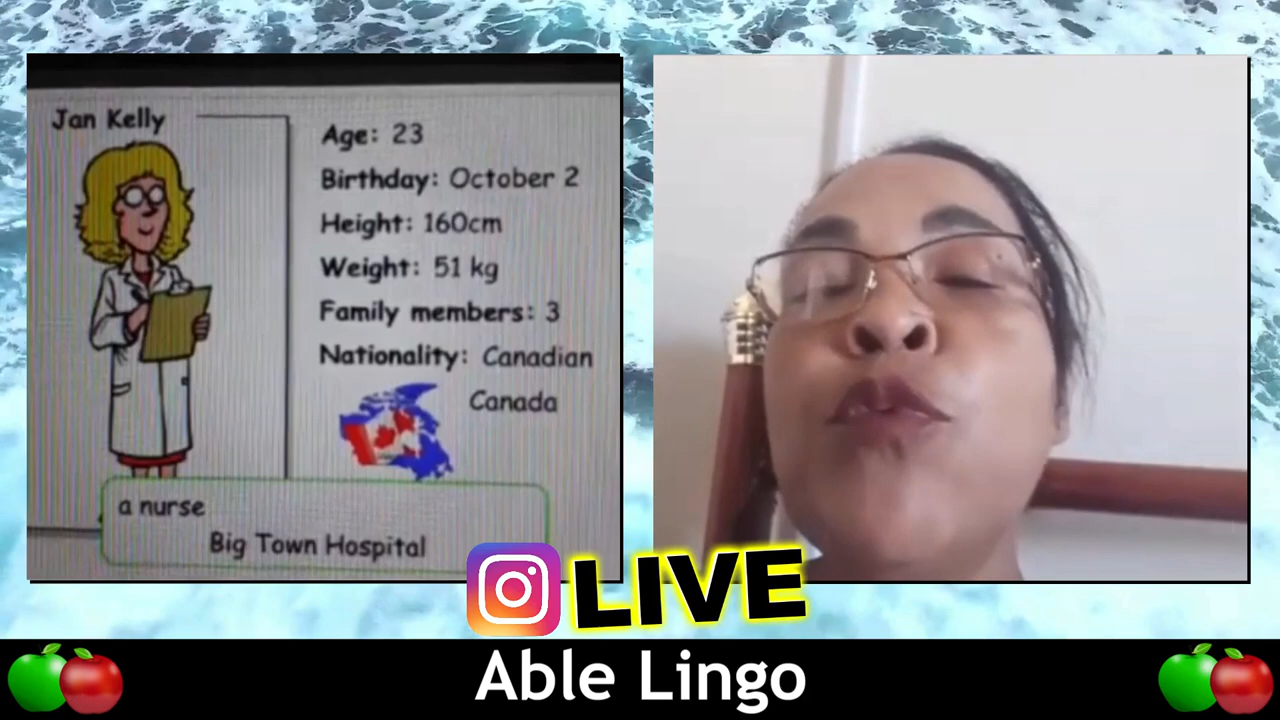 Jan Kelly
Age: 23
Birthday: October 2
Height: 160cm
Weight: 51 kg
Family members: 3
Nationality: Canadian
Canada
a nurse
Big Town Hospital
LIVE
Able Lingo